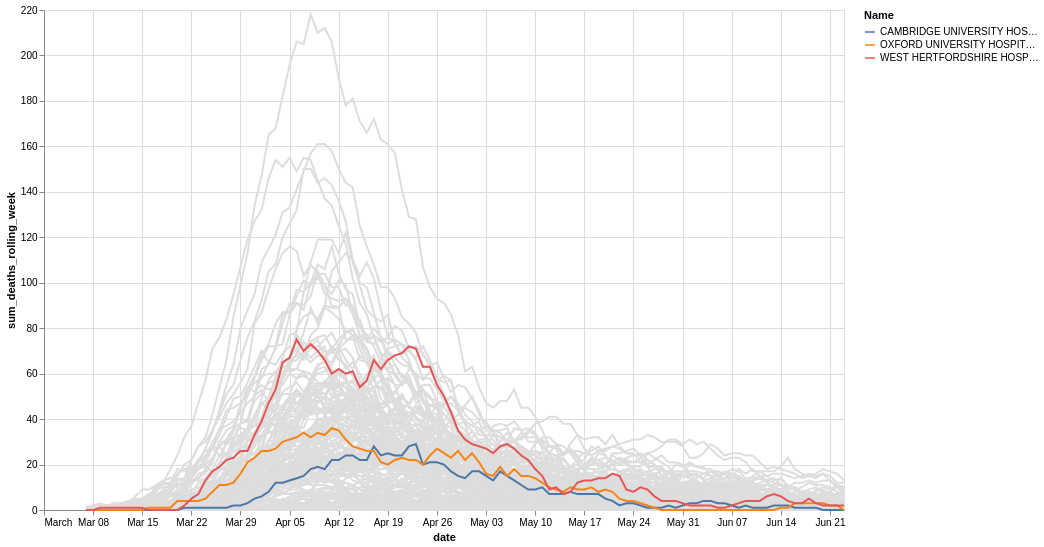 Name
CAMBRIDGE UNIVERSITY HOS…
OXFORD UNIVERSITY HOSPIT…
WEST HERTFORDSHIRE HOSP…
sum_deaths_rolling_week
220
200
180
160
140
120
100
80
60
40
20
0
March Mar 08 Mar 15 Mar 22 Mar 29 Apr 05 Apr 12 Apr 19 Apr 26 May 03 May 10 May 17 May 24 May 31 Jun 07 Jun 14 Jun 21
date